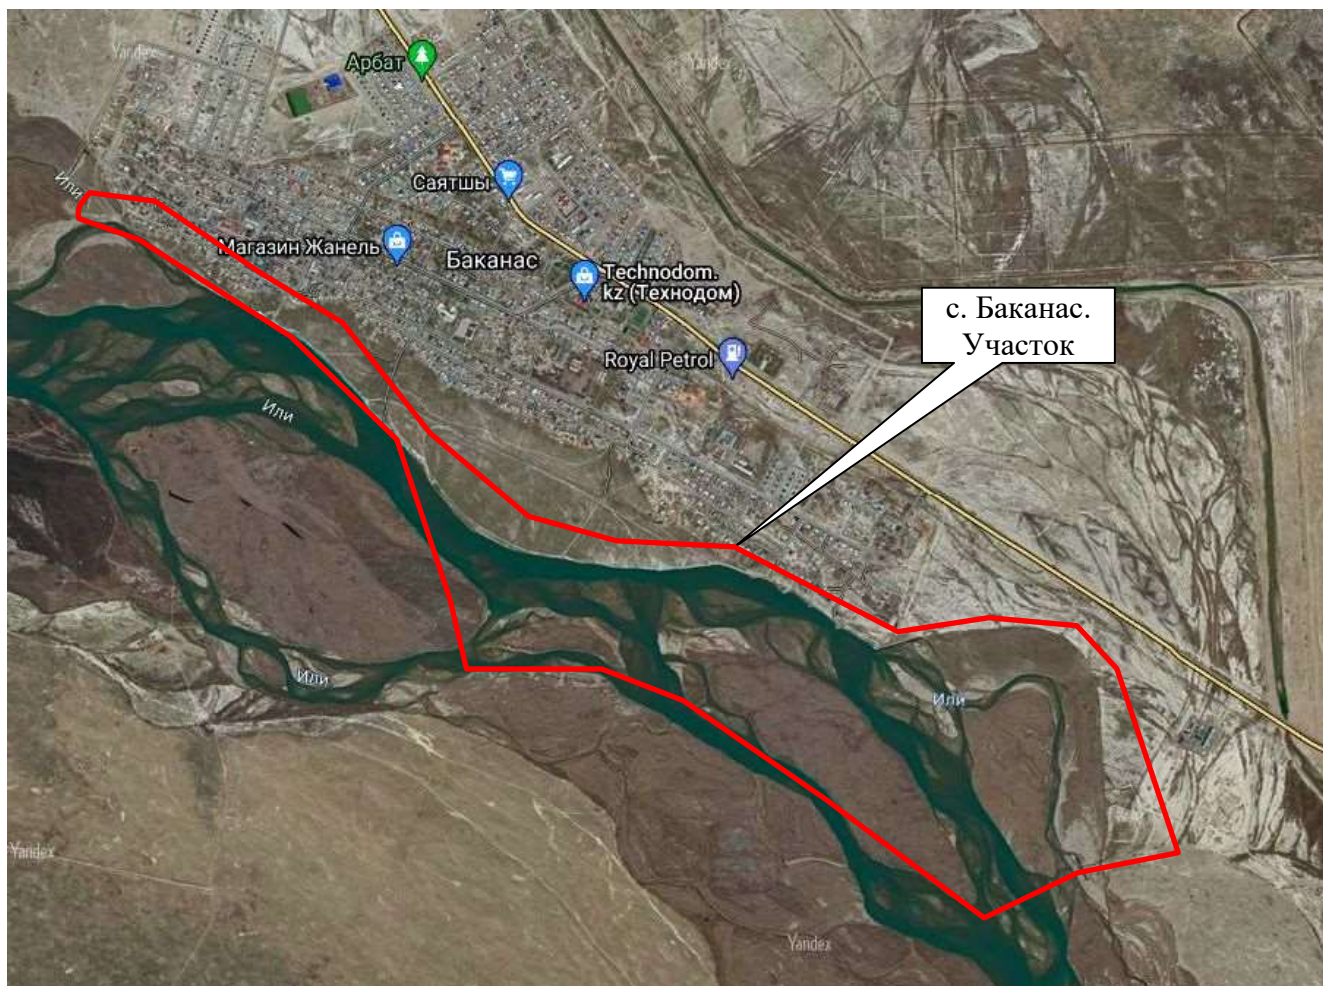 Yandex
Yandex
Арбат
Саятшы
Или
Магазин Жанель
Баканас
Technodom.
kz (Технодом)
с. Баканас.
Участок
Royal Petrol
Или
Или
Или
Yandex
Yandex